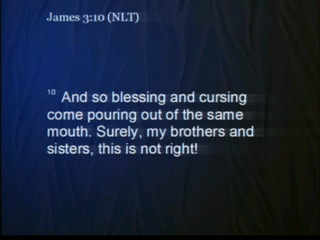 James 3:10 (NLT)
10 And so blessing and cursing
come pouring out of the same
mouth. Surely, my brothers and
sisters, this is not right!